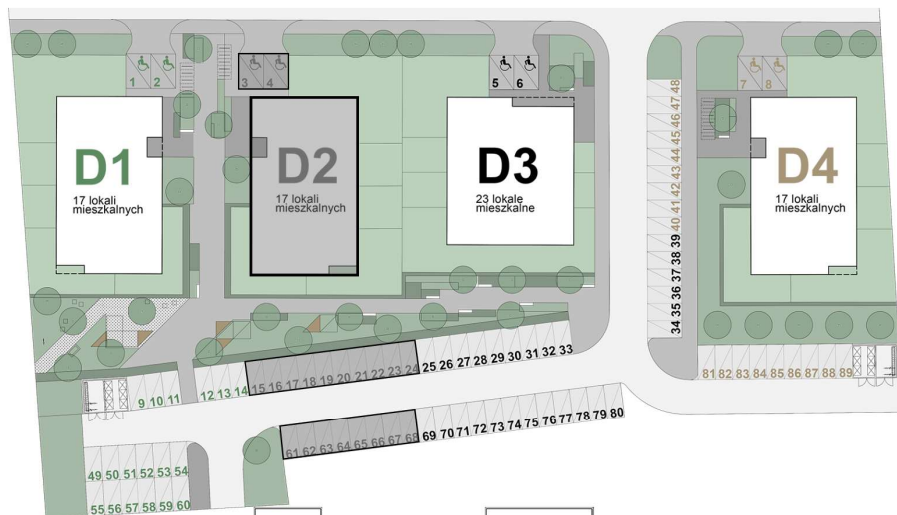 1 2
3 4
5 6
7 8
D1
17 lokali
mieszkalnych
D2
17 lokali
mieszkalnych
D3
23 lokale
mieszkalne
D4
17 lokali
mieszkalnych
34 35 36 37 38 39 40 41 42 43 44 45 46 47 48
9 10 11
12 13 14 15 16 17 18 19 20 21 22 23 24 25 26 27 28 29 30 31 32 33
81 82 83 84 85 86 87 88 89
61 62 63 64 65 66 67 68 69 70 71 72 73 74 75 76 77 78 79 80
49 50 51 52 53 54
55 56 57 58 59 60